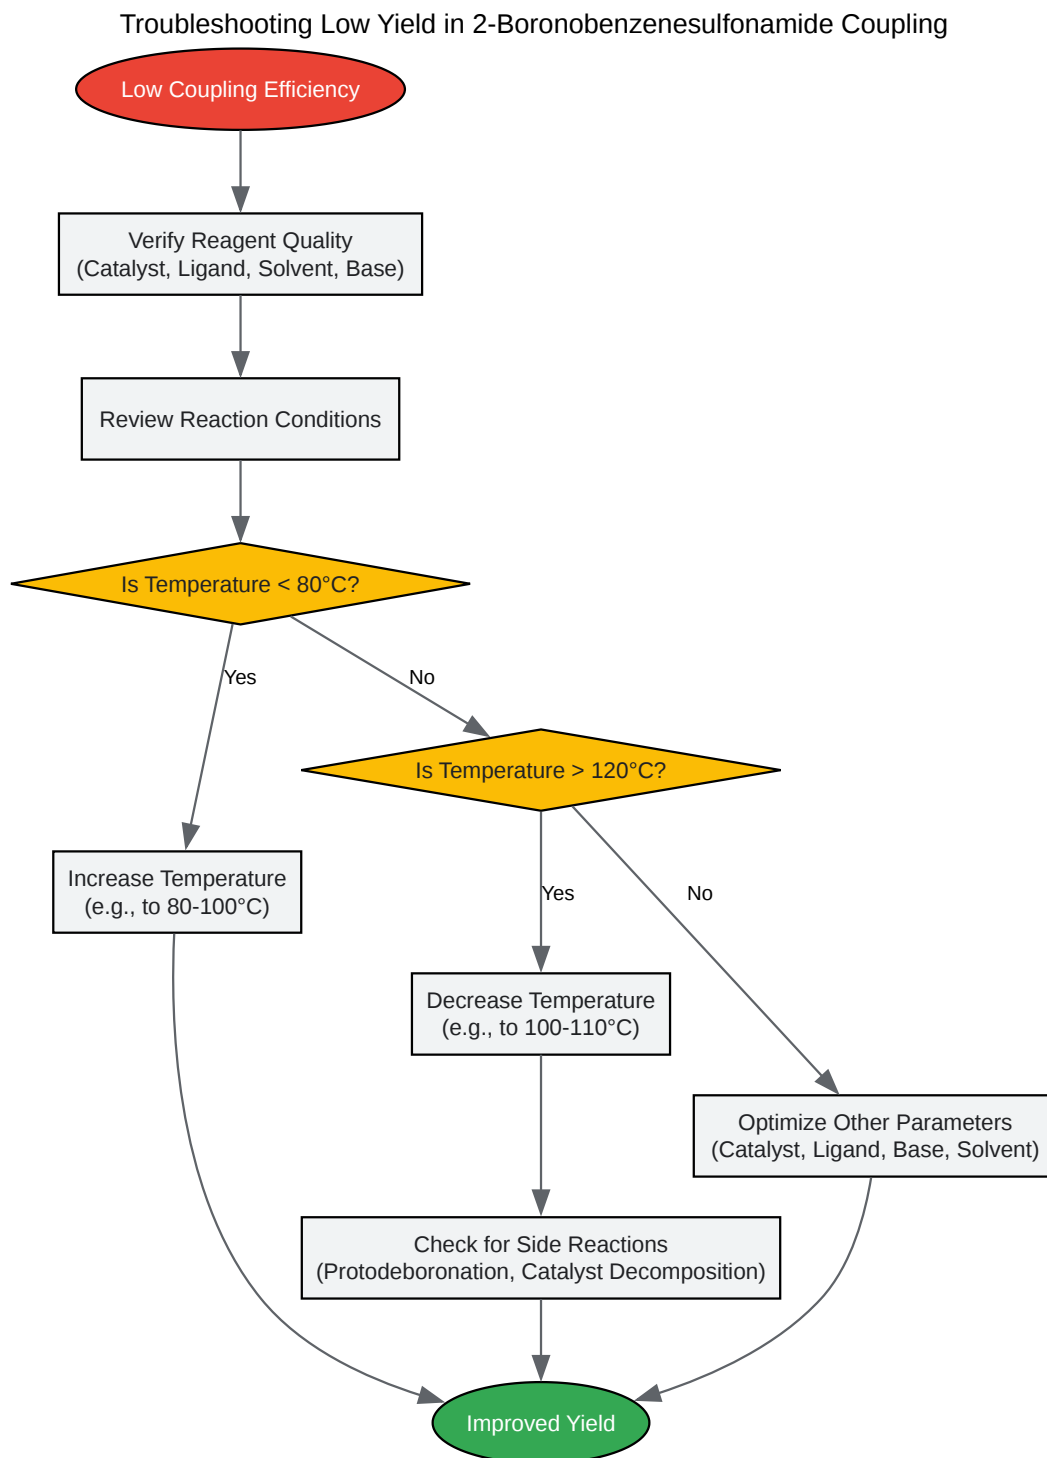 Troubleshooting Low Yield in 2-Boronobenzenesulfonamide Coupling
Low Coupling Efficiency
Verify Reagent Quality
(Catalyst, Ligand, Solvent, Base)
Review Reaction Conditions
Is Temperature < 80°C?
Yes
No
Is Temperature > 120°C?
Increase Temperature
(e.g., to 80-100°C)
Yes
No
Decrease Temperature
(e.g., to 100-110°C)
Optimize Other Parameters
(Catalyst, Ligand, Base, Solvent)
Check for Side Reactions
(Protodeboronation, Catalyst Decomposition)
Improved Yield